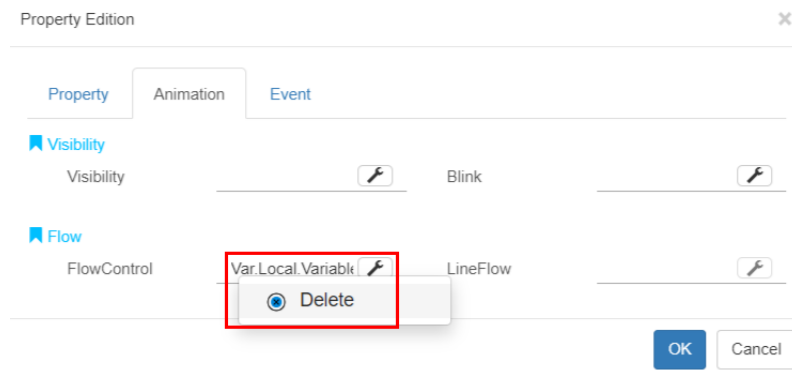 Property Edition
Property Animation Event
Visibility
Visibility Blink
Flow
FlowControl Var.Local.Variable LineFlow
Delete
OK Cancel